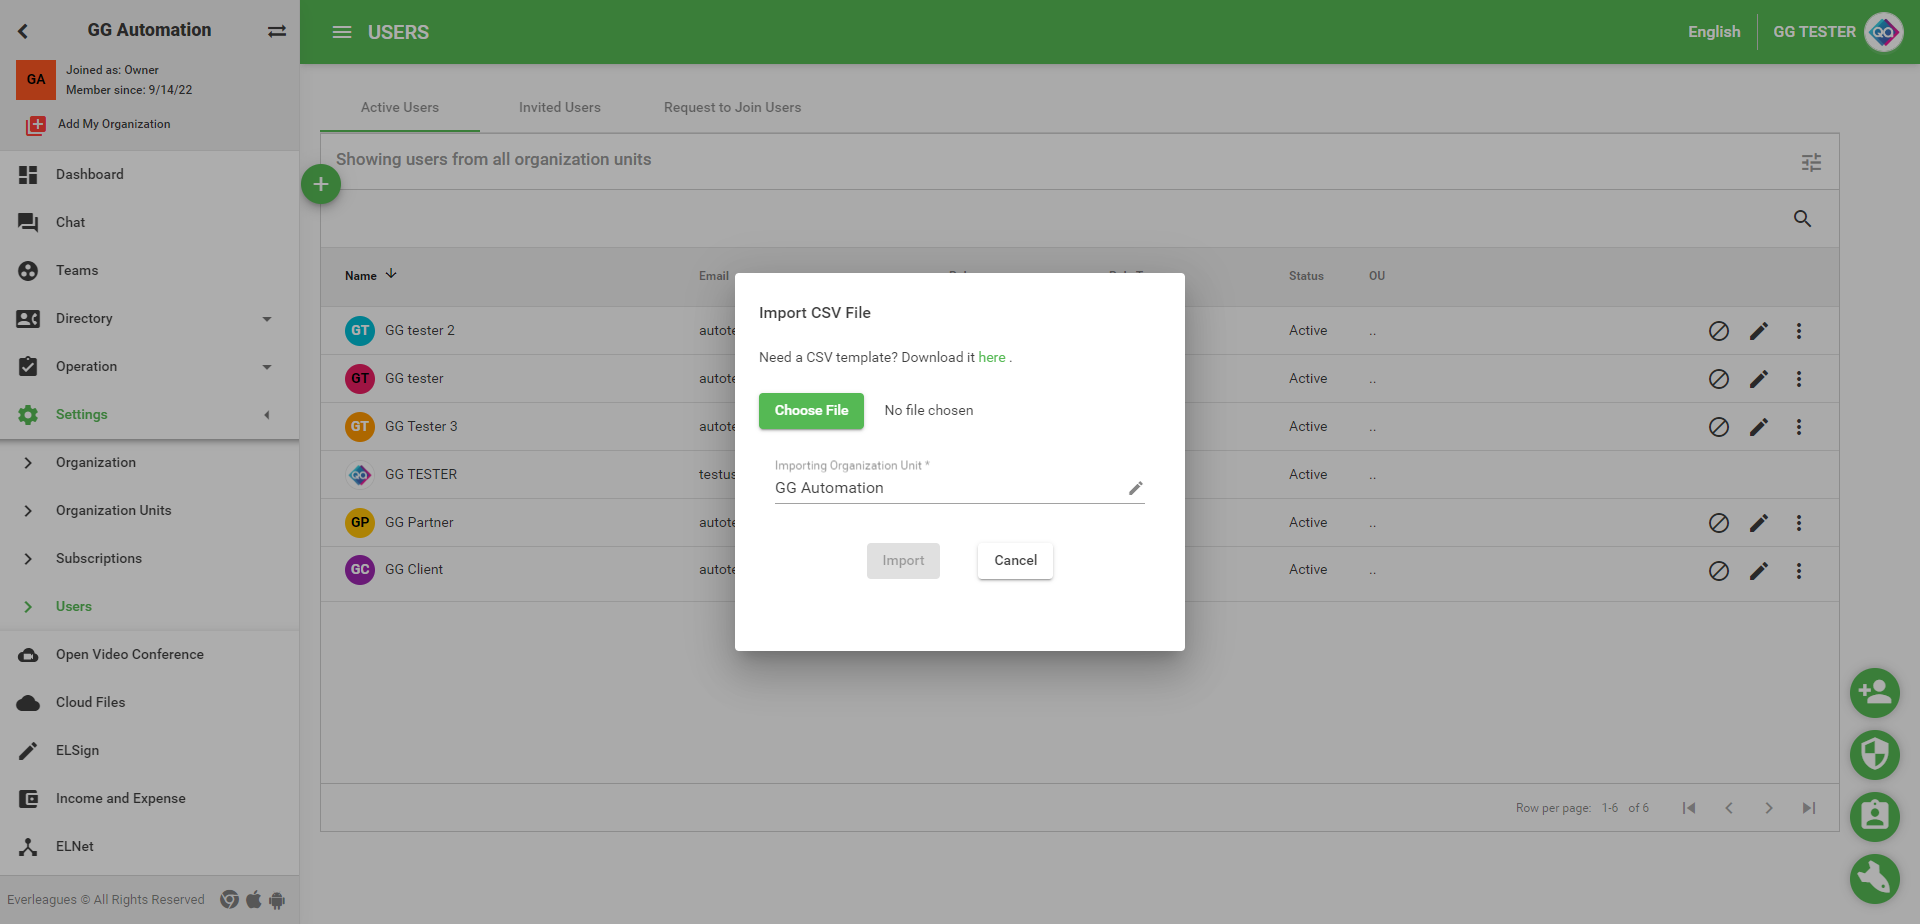 GG Automation
GA
Joined as: Owner
Member since: 9/14/22
Add My Organization
Dashboard
Chat
Teams
Directory
Operation
Settings
Organization
Organization Units
Subscriptions
Users
Open Video Conference
Cloud Files
ELSign
Income and Expense
ELNet
Everleagues © All Rights Reserved
USERS
English
GG TESTER
QA
Active Users
Invited Users
Request to Join Users
Showing users from all organization units
Name
Email
Status
OU
GT
GG tester 2
autote
Active
..
GT
GG tester
autote
Active
..
GT
GG Tester 3
autote
Active
..
QA
GG TESTER
testus
Active
..
GP
GG Partner
autote
Active
..
GC
GG Client
autote
Active
..
Row per page:
1-6
of 6
Import CSV File
Need a CSV template? Download it here .
Choose File
No file chosen
Importing Organization Unit *
GG Automation
Import
Cancel